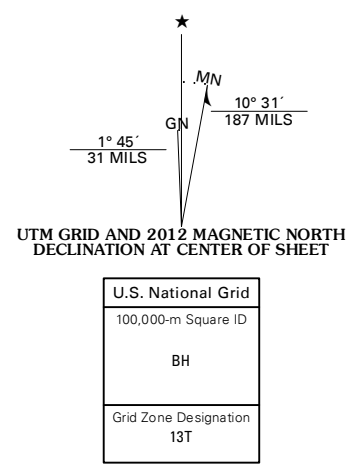 ★
MN
GN
10° 31´
187 MILS
1° 45´
31 MILS
UTM GRID AND 2012 MAGNETIC NORTH
DECLINATION AT CENTER OF SHEET
U.S. National Grid
100,000-m Square ID
BH
Grid Zone Designation
13T